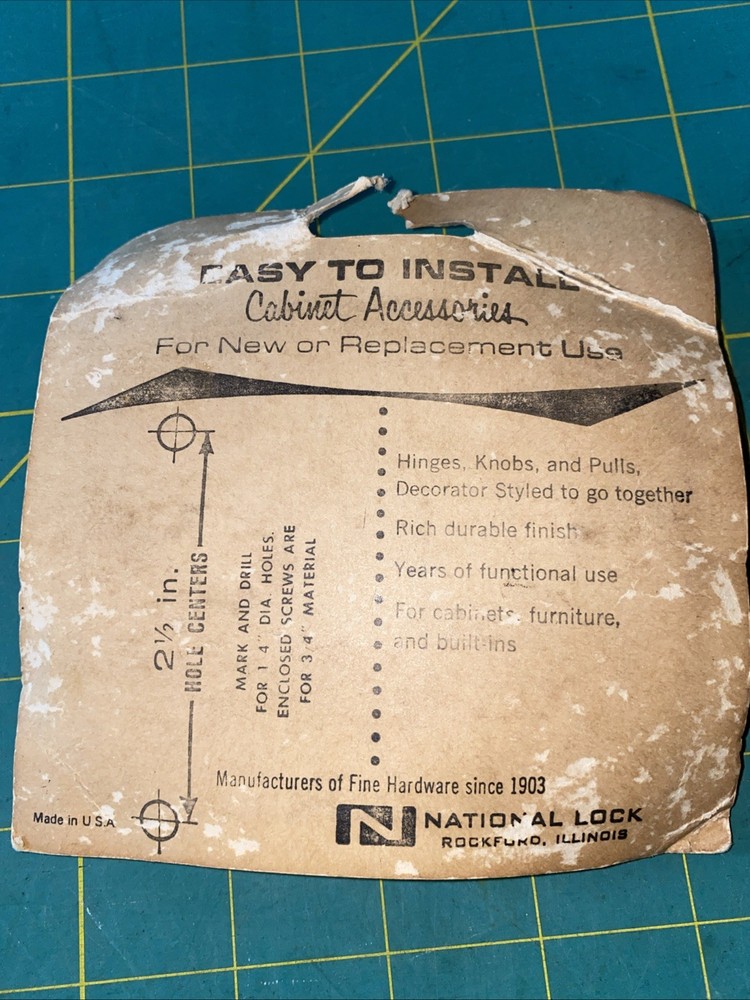 EASY TO INSTALL
Cabinet Accessories
For New or Replacement Use
2½ in.
HOLE CENTERS
MARK AND DRILL
FOR 1 4" DIA. HOLES.
ENCLOSED SCREWS ARE
FOR 3/4" MATERIAL
Hinges, Knobs, and Pulls,
Decorator Styled to go together
Rich durable finish
Years of functional use
For cabinets, furniture,
and built-ins
Manufacturers of Fine Hardware since 1903
Made in U.S.A
N NATIONAL LOCK
ROCKFORD, ILLINOIS